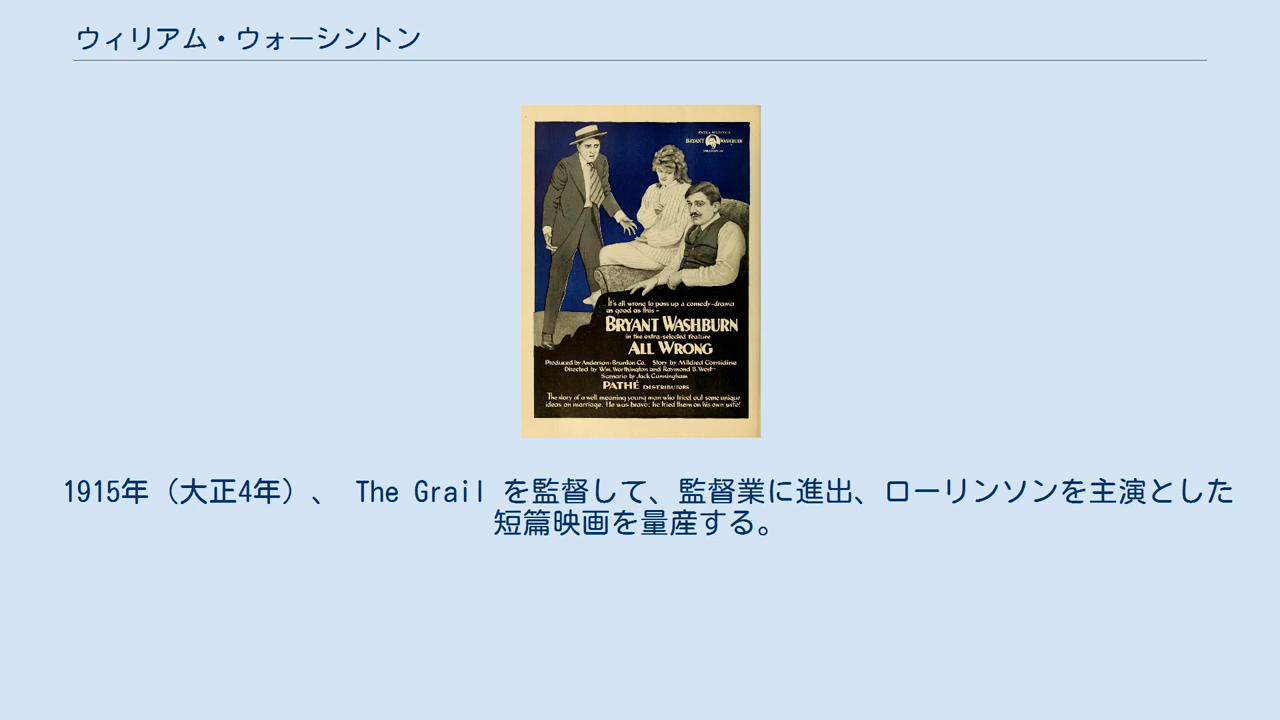 ウィリアム・ウォーシントン
BRYANT WASHBURN
It's all wrong to pass up a comedy-drama
as good as this-
BRYANT WASHBURN
in the extra-selected feature
ALL WRONG
Produced by Anderson-Brunton Co. Story by Mildred Considine
Directed by Wm. Worthington and Raymond B. West
Scenario by Jack Cunningham
PATHÉ DISTRIBUTORS
The story of a well meaning young man who tried out some unique
ideas on marriage. He was brave; he tried them on his own wife!
1915年（大正4年）、 The Grail を監督して、監督業に進出、ローリンソンを主演とした
短篇映画を量産する。